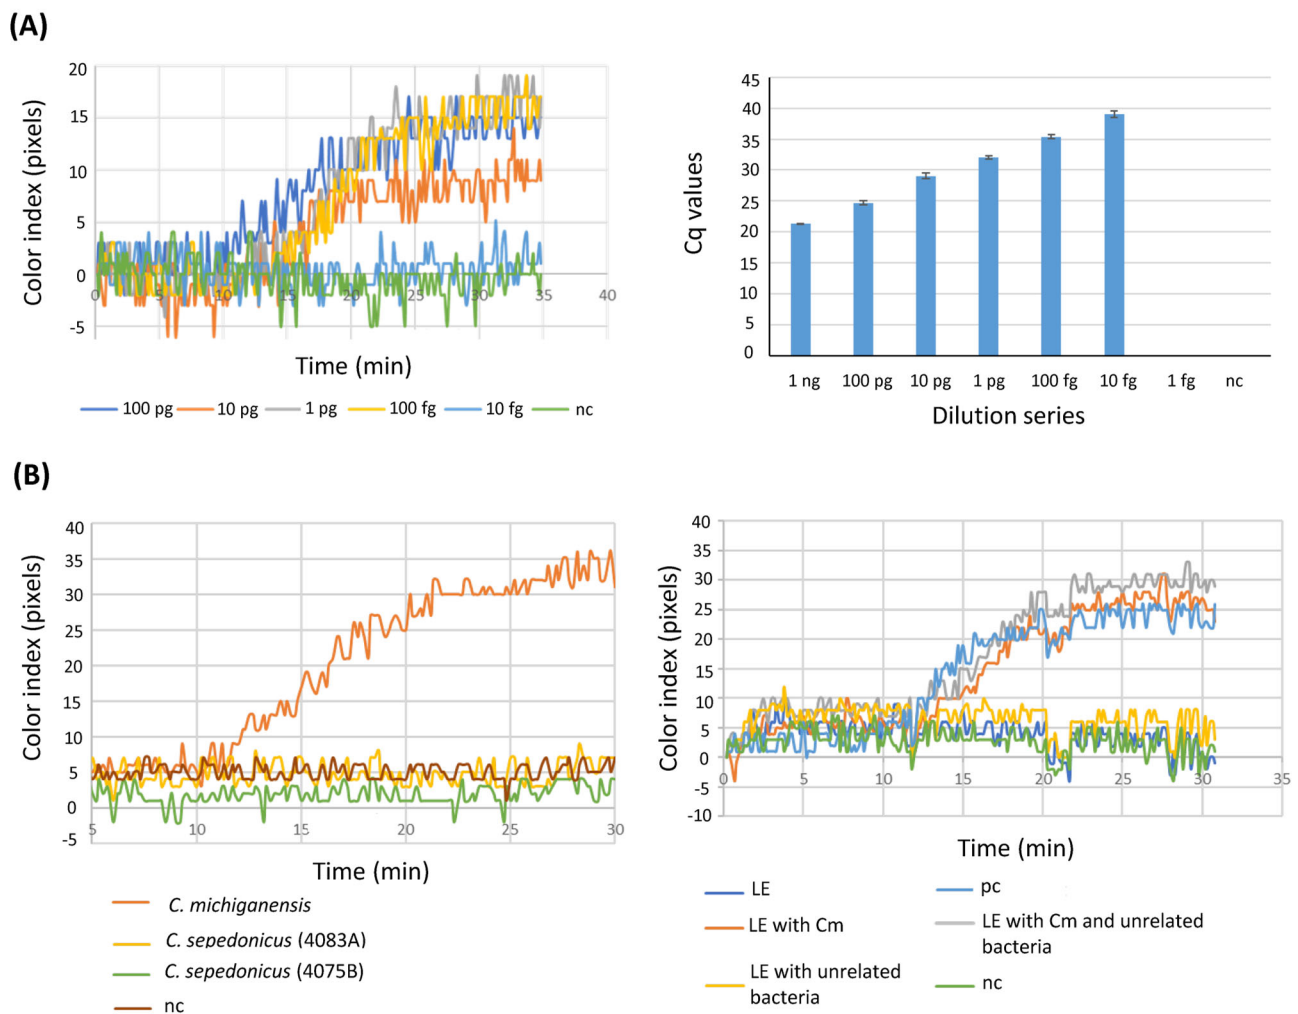 (A)
20
15
10
5
0
-5
0
5
10
15
20
25
30
35
40
Color index (pixels)
Time (min)
100 pg
10 pg
1 pg
100 fg
10 fg
nc
45
40
35
30
25
20
15
10
5
0
Cq values
1 ng
100 pg
10 pg
1 pg
100 fg
10 fg
1 fg
nc
Dilution series
(B)
40
35
30
25
20
15
10
5
0
-5
5
10
15
20
25
30
Color index (pixels)
Time (min)
C. michiganensis
C. sepedonicus (4083A)
C. sepedonicus (4075B)
nc
40
35
30
25
20
15
10
5
0
-5
-10
0
5
10
15
20
25
30
35
Color index (pixels)
Time (min)
LE
LE with Cm
LE with unrelated
bacteria
pc
LE with Cm and unrelated
bacteria
nc